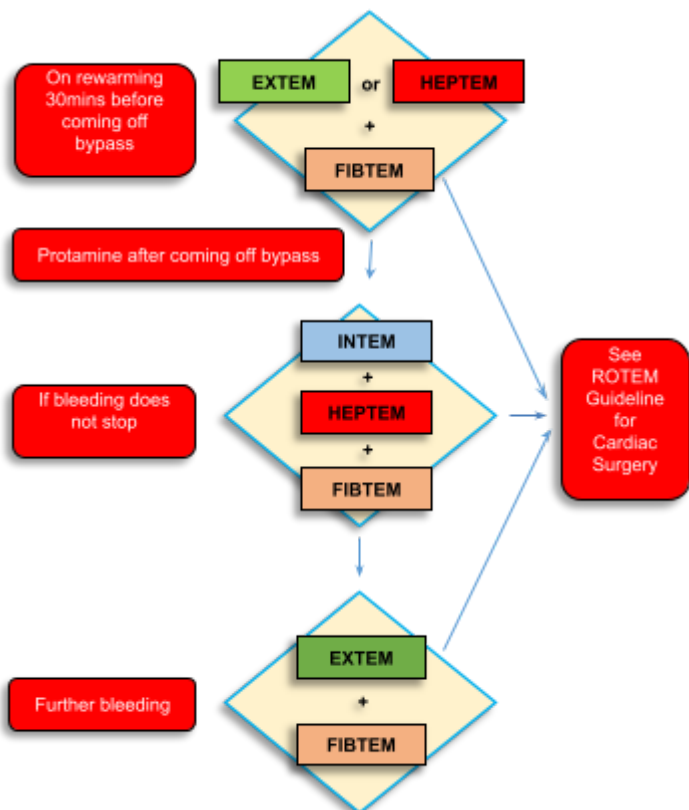 On rewarming
30mins before
coming off
bypass
EXTEM or HEPTEM
+
FIBTEM
Protamine after coming off bypass
INTEM
+
If bleeding does
not stop
HEPTEM
+
FIBTEM
See
ROTEM
Guideline
for
Cardiac
Surgery
Further bleeding
EXTEM
+
FIBTEM